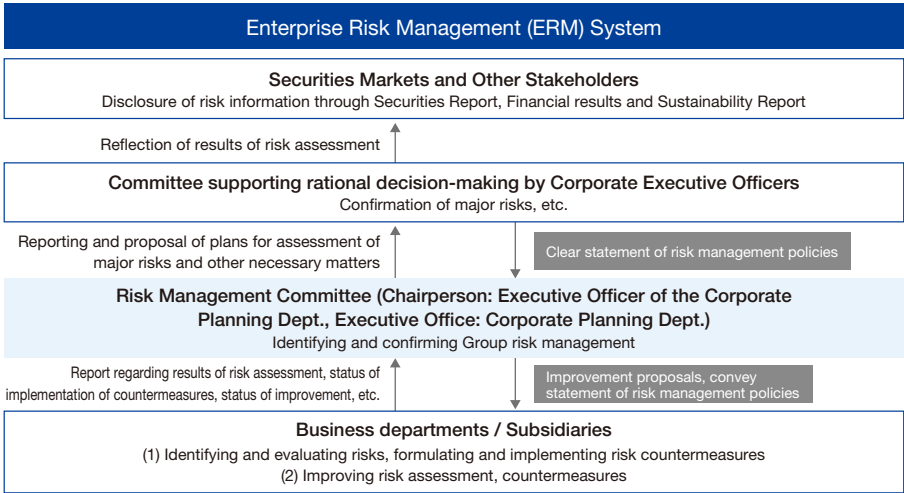 Enterprise Risk Management (ERM) System
Securities Markets and Other Stakeholders
Disclosure of risk information through Securities Report, Financial results and Sustainability Report
Reflection of results of risk assessment
Committee supporting rational decision-making by Corporate Executive Officers
Confirmation of major risks, etc.
Reporting and proposal of plans for assessment of
major risks and other necessary matters
Clear statement of risk management policies
Risk Management Committee (Chairperson: Executive Officer of the Corporate
Planning Dept., Executive Office: Corporate Planning Dept.)
Identifying and confirming Group risk management
Report regarding results of risk assessment, status of
implementation of countermeasures, status of improvement, etc.
Improvement proposals, convey
statement of risk management policies
Business departments / Subsidiaries
(1) Identifying and evaluating risks, formulating and implementing risk countermeasures
(2) Improving risk assessment, countermeasures